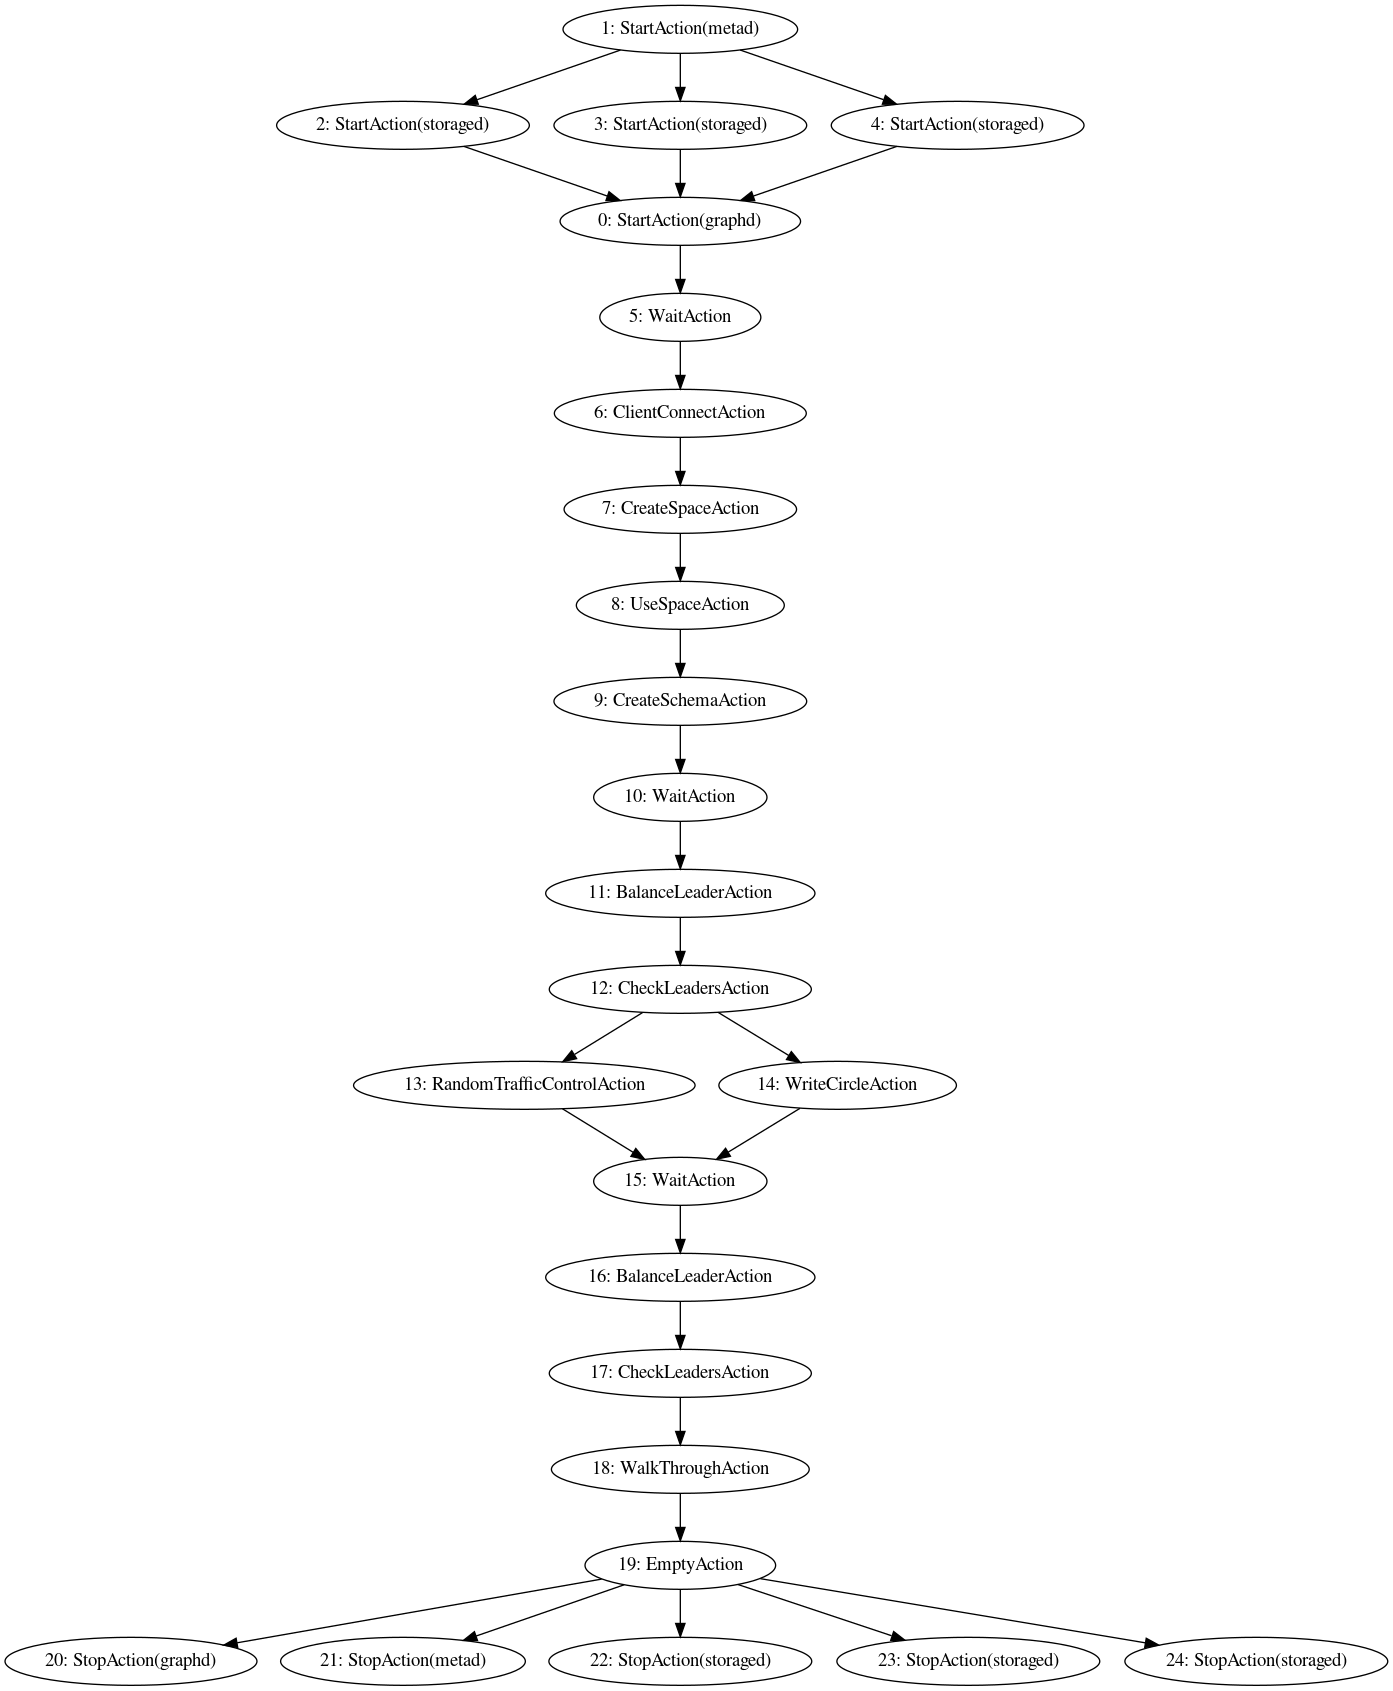 1: StartAction(metad)
2: StartAction(storaged)
3: StartAction(storaged)
4: StartAction(storaged)
0: StartAction(graphd)
5: WaitAction
6: ClientConnectAction
7: CreateSpaceAction
8: UseSpaceAction
9: CreateSchemaAction
10: WaitAction
11: BalanceLeaderAction
12: CheckLeadersAction
13: RandomTrafficControlAction
14: WriteCircleAction
15: WaitAction
16: BalanceLeaderAction
17: CheckLeadersAction
18: WalkThroughAction
19: EmptyAction
20: StopAction(graphd)
21: StopAction(metad)
22: StopAction(storaged)
23: StopAction(storaged)
24: StopAction(storaged)